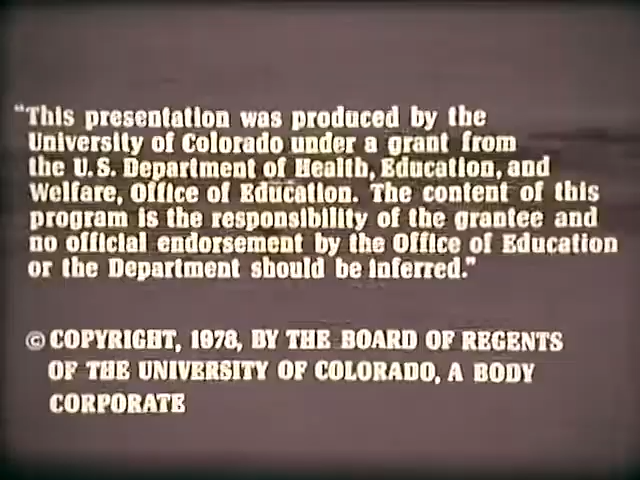 "This presentation was produced by the
University of Colorado under a grant from
the U.S. Department of Health, Education, and
Welfare, Office of Education. The content of this
program is the responsibility of the grantee and
no official endorsement by the Office of Education
or the Department should be inferred."
© COPYRIGHT, 1978, BY THE BOARD OF REGENTS
OF THE UNIVERSITY OF COLORADO, A BODY
CORPORATE